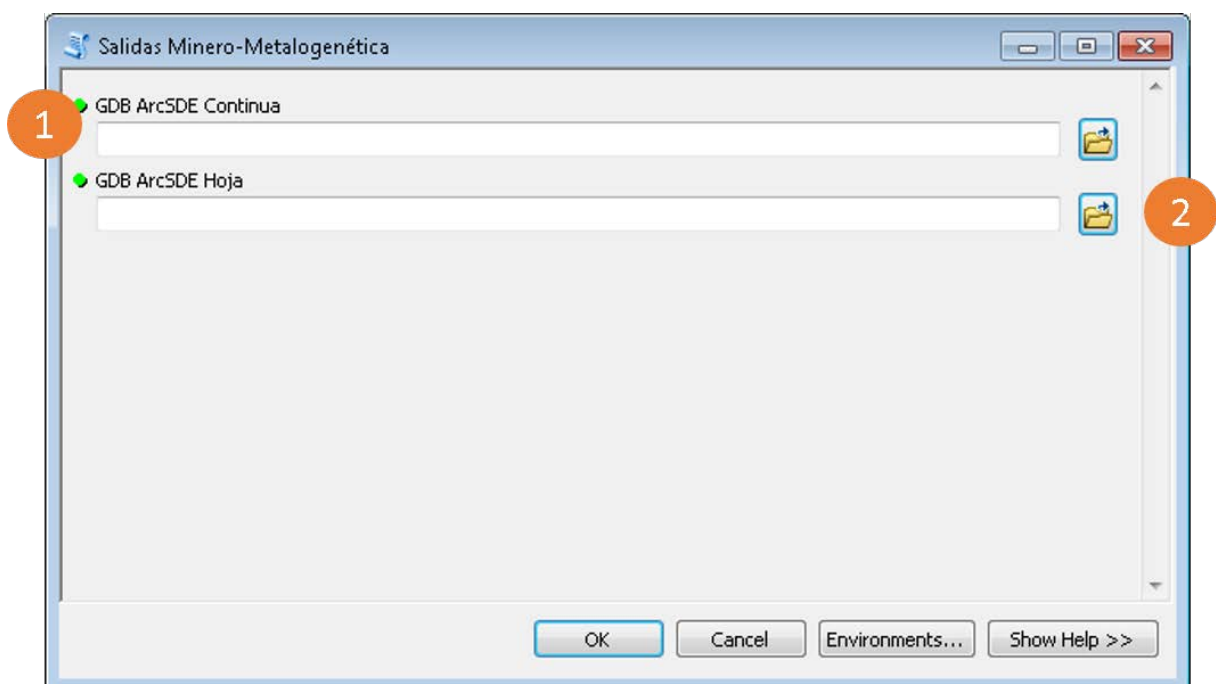 Salidas Minero-Metalogenética
GDB ArcSDE Continua
1
GDB ArcSDE Hoja
2
OK Cancel Environments... Show Help >>